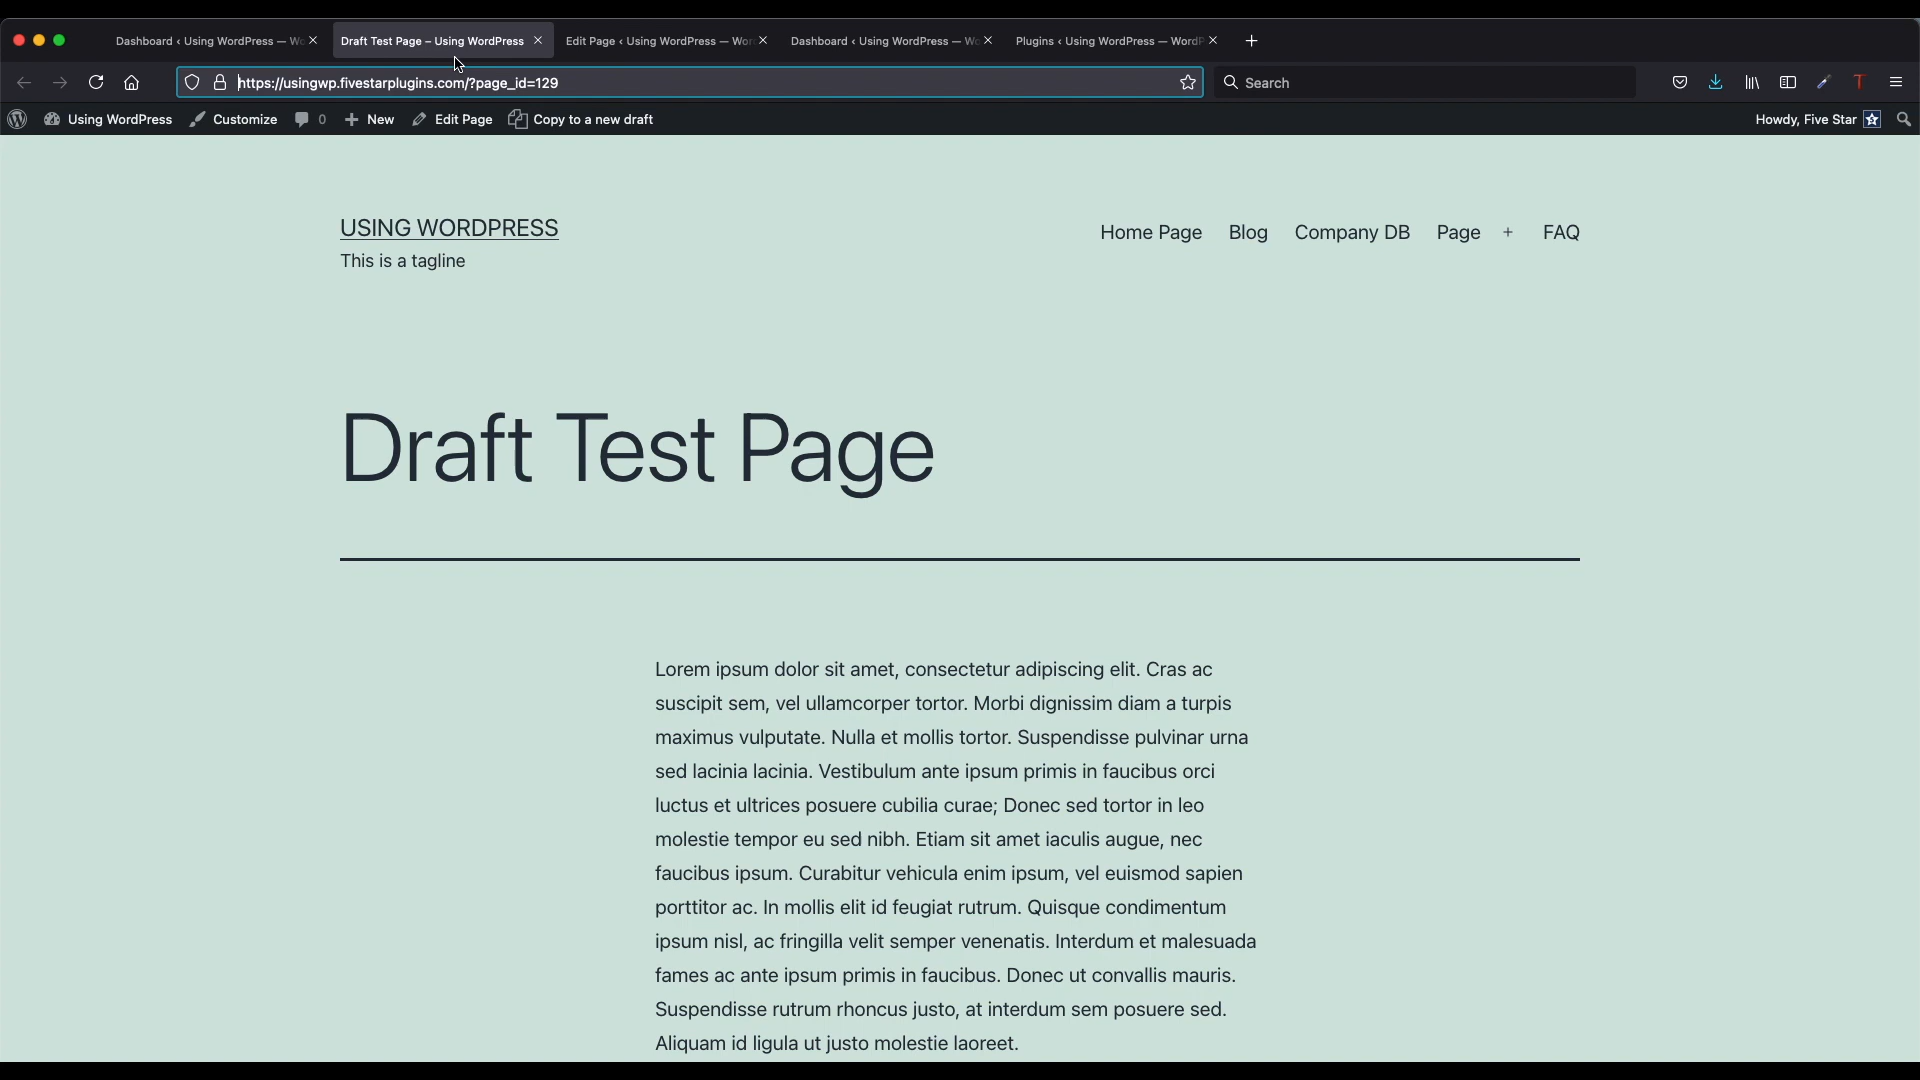 Dashboard ‹ Using WordPress —
Draft Test Page – Using WordPress
Edit Page ‹ Using WordPress —
Dashboard ‹ Using WordPress —
Plugins ‹ Using WordPress —
https://usingwp.fivestarplugins.com/?page_id=129
Search
Using WordPress
Customize
0
+ New
Edit Page
Copy to a new draft
Howdy, Five Star
USING WORDPRESS
This is a tagline
Home Page
Blog
Company DB
Page +
FAQ
Draft Test Page
Lorem ipsum dolor sit amet, consectetur adipiscing elit. Cras ac
suscipit sem, vel ullamcorper tortor. Morbi dignissim diam a turpis
maximus vulputate. Nulla et mollis tortor. Suspendisse pulvinar urna
sed lacinia lacinia. Vestibulum ante ipsum primis in faucibus orci
luctus et ultrices posuere cubilia curae; Donec sed tortor in leo
molestie tempor eu sed nibh. Etiam sit amet iaculis augue, nec
faucibus ipsum. Curabitur vehicula enim ipsum, vel euismod sapien
porttitor ac. In mollis elit id feugiat rutrum. Quisque condimentum
ipsum nisl, ac fringilla velit semper venenatis. Interdum et malesuada
fames ac ante ipsum primis in faucibus. Donec ut convallis mauris.
Suspendisse rutrum rhoncus justo, at interdum sem posuere sed.
Aliquam id ligula ut justo molestie laoreet.